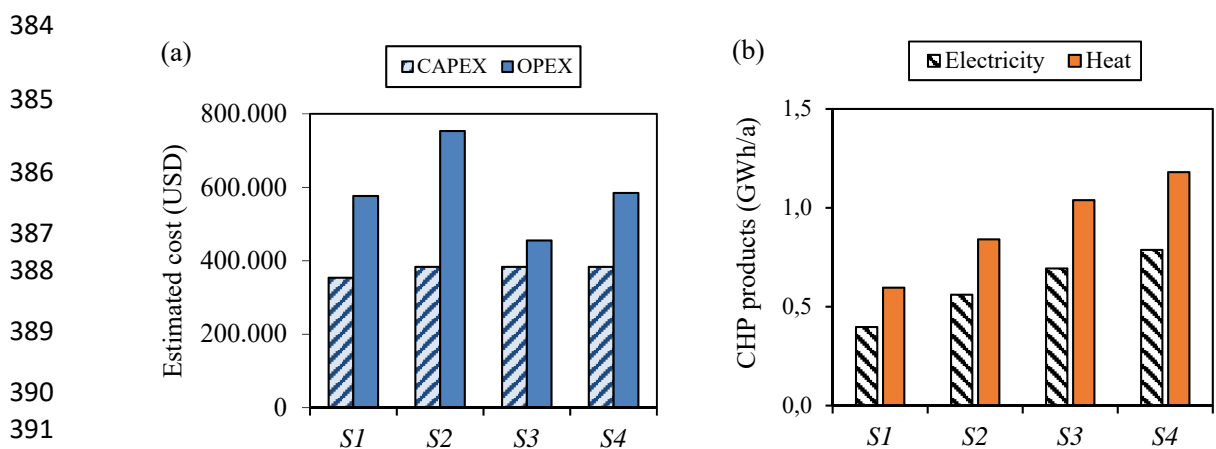 384
385
386
387
388
389
390
391
(a)
CAPEX OPEX
Estimated cost (USD)
800.000
600.000
400.000
200.000
0
S1 S2 S3 S4
(b)
Electricity Heat
CHP products (GWh/a)
1,5
1,0
0,5
0,0
S1 S2 S3 S4